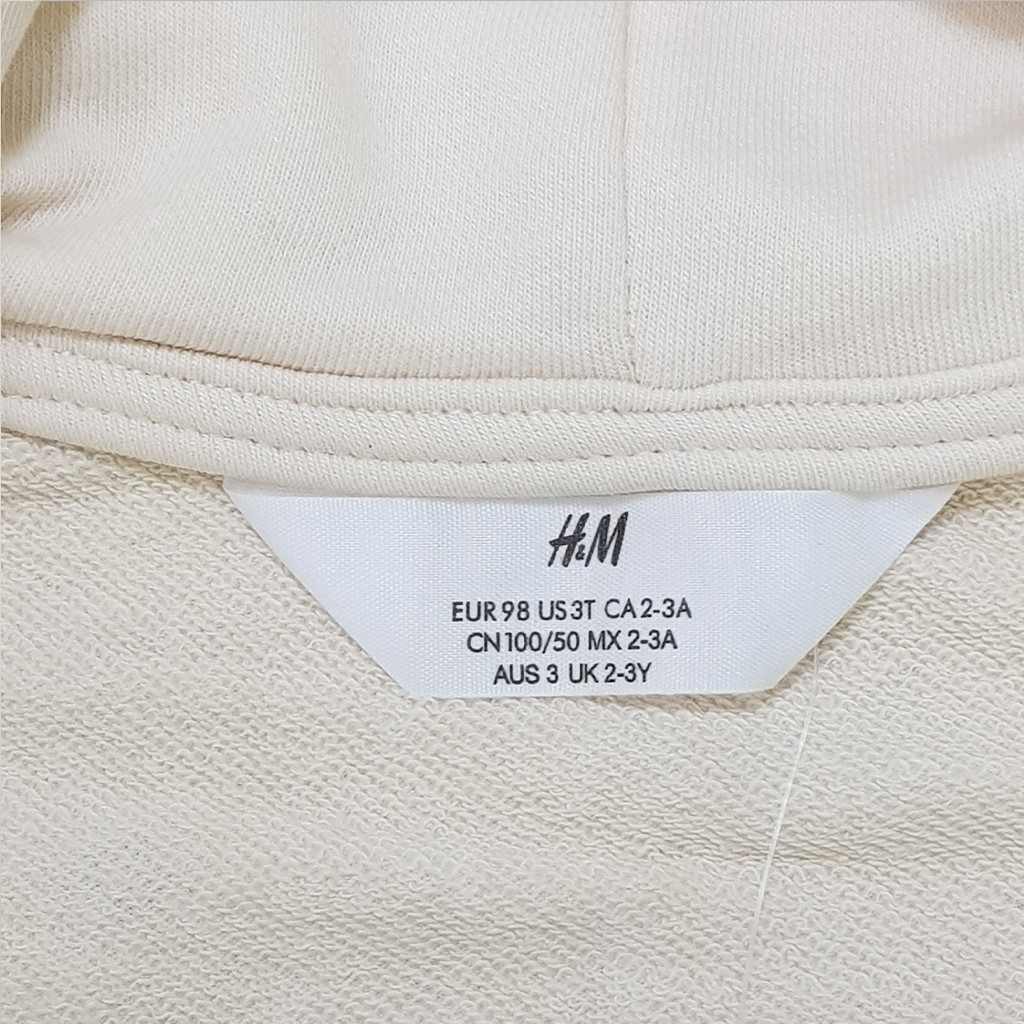 H&M
EUR 98 US 3T CA 2-3A
CN 100/50 MX 2-3A
AUS 3 UK 2-3Y